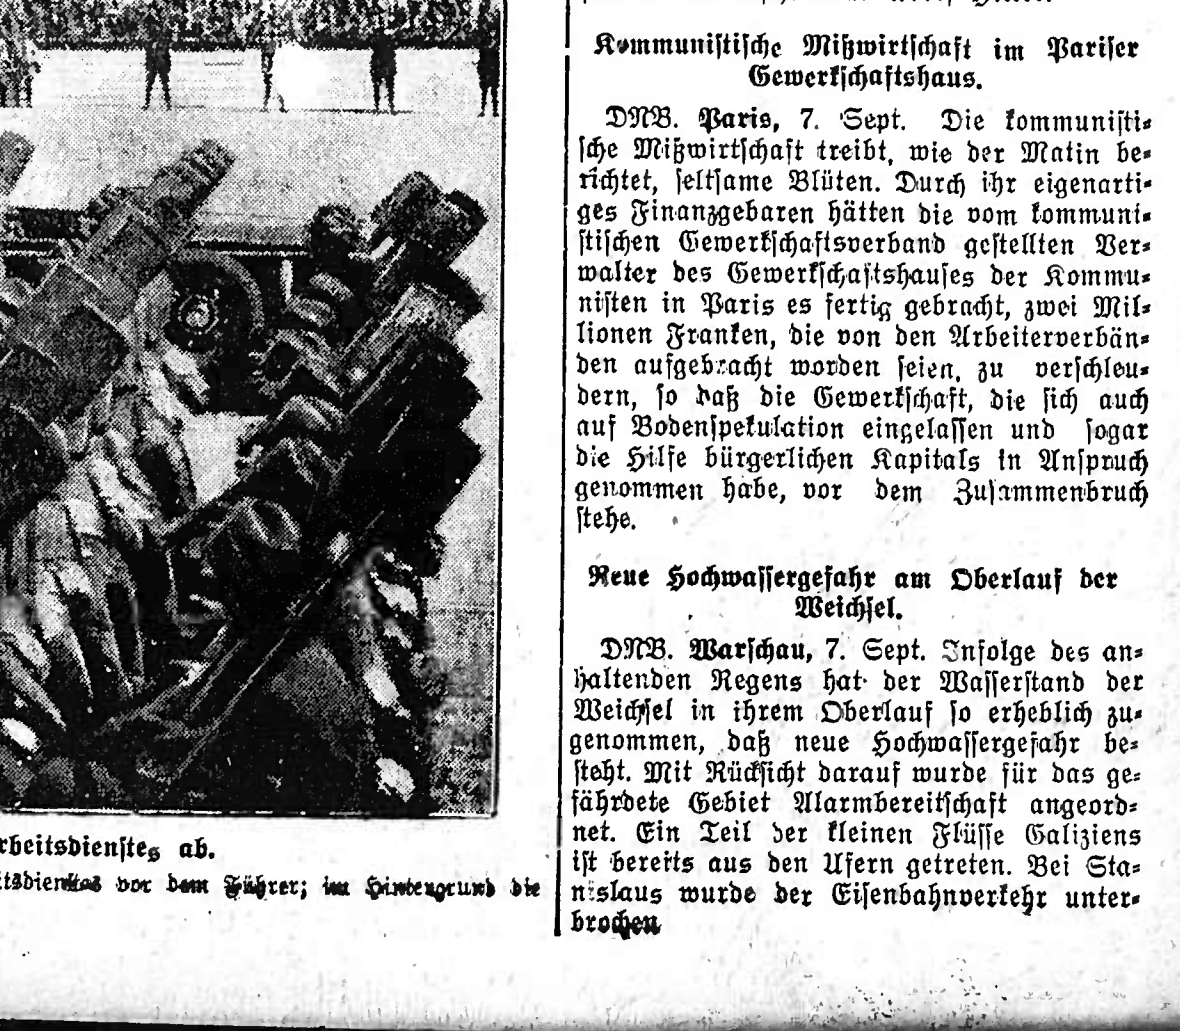 rbeitsdienstes ab.
itsdienstes vor dem Führer; im Hintergrund die
Kommunistische Mißwirtschaft im Pariser
Gewerkschaftshaus.
DNB. Paris, 7. Sept. Die kommunisti-
sche Mißwirtschaft treibt, wie der Matin be-
richtet, seltsame Blüten. Durch ihr eigenarti-
ges Finanzgebaren hätten die vom kommuni-
stischen Gewerkschaftsverband gestellten Ver-
walter des Gewerkschaftshauses der Kommu-
nisten in Paris es fertig gebracht, zwei Mil-
lionen Franken, die von den Arbeiterverbän-
den aufgebracht worden seien, zu verschleu-
dern, so daß die Gewerkschaft, die sich auch
auf Bodenspekulation eingelassen und sogar
die Hilfe bürgerlichen Kapitals in Anspruch
genommen habe, vor dem Zusammenbruch
stehe.
Neue Hochwassergefahr am Oberlauf der
Weichsel.
DNB. Warschau, 7. Sept. Infolge des an-
haltenden Regens hat der Wasserstand der
Weichsel in ihrem Oberlauf so erheblich zu-
genommen, daß neue Hochwassergefahr be-
steht. Mit Rücksicht darauf wurde für das ge-
fährdete Gebiet Alarmbereitschaft angeord-
net. Ein Teil der kleinen Flüsse Galiziens
ist bereits aus den Ufern getreten. Bei Sta-
nislaus wurde der Eisenbahnverkehr unter-
brochen